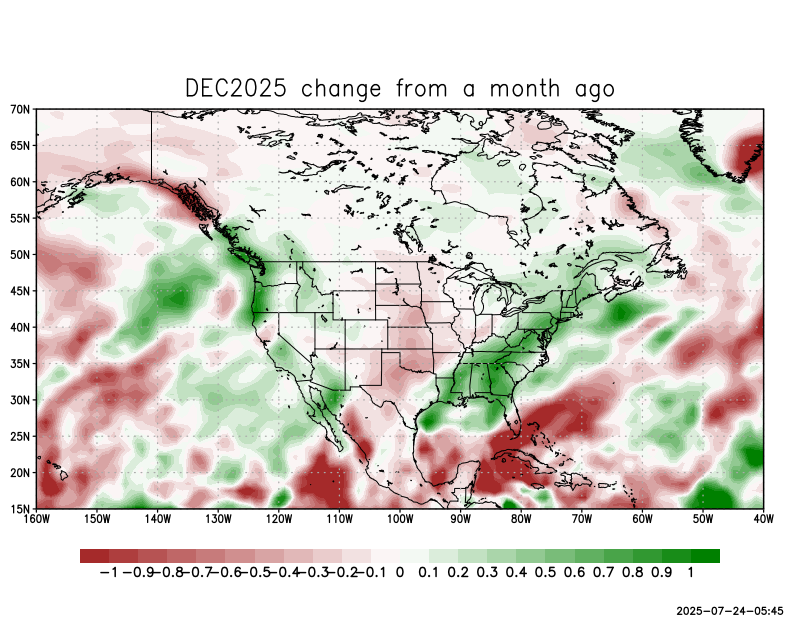 DEC2025 change from a month ago
70N
65N
60N
55N
50N
45N
40N
35N
30N
25N
20N
15N
160W 150W 140W 130W 120W 110W 100W 90W 80W 70W 60W 50W 40W
-1 -0.9 -0.8 -0.7 -0.6 -0.5 -0.4 -0.3 -0.2 -0.1 0 0.1 0.2 0.3 0.4 0.5 0.6 0.7 0.8 0.9 1
2025-07-24-05:45